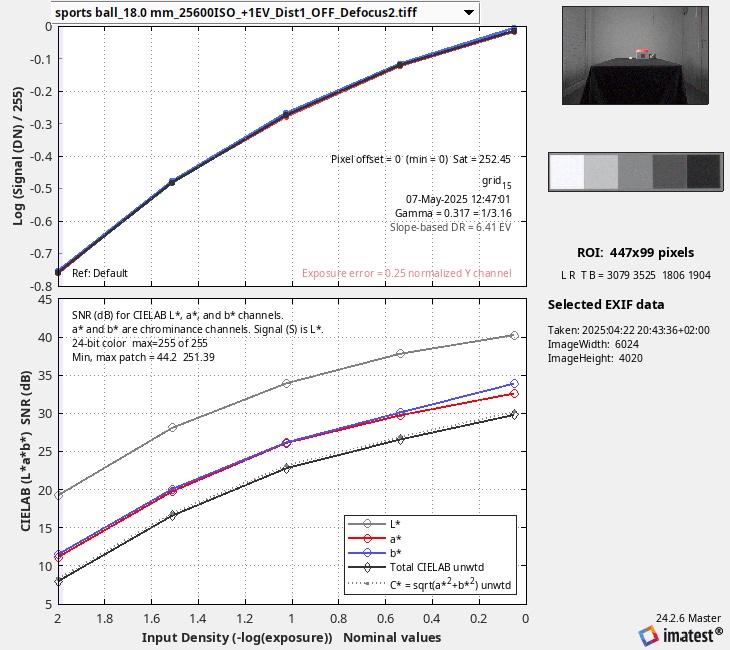 sports ball_18.0 mm_25600ISO_+1EV_Dist1_OFF_Defocus2.tiff
0
-0.1
-0.2
-0.3
-0.4
-0.5
-0.6
-0.7
-0.8
Log (Signal (DN) / 255)
Pixel offset = 0 (min = 0) Sat = 252.45
grid15
07-May-2025 12:47:01
Gamma = 0.317 = 1/3.16
Slope-based DR = 6.41 EV
Ref: Default
Exposure error = 0.25 normalized Y channel
ROI: 447x99 pixels
L R T B = 3079 3525 1806 1904
Selected EXIF data
Taken: 2025:04:22 20:43:36+02:00
ImageWidth: 6024
ImageHeight: 4020
45
40
35
30
25
20
15
10
5
CIELAB (L*a*b*) SNR (dB)
SNR (dB) for CIELAB L*, a*, and b* channels.
a* and b* are chrominance channels. Signal (S) is L*.
24-bit color max=255 of 255
Min, max patch = 44.2 251.39
L*
a*
b*
Total CIELAB unwtd
C* = sqrt(a*2+b*2) unwtd
2 1.8 1.6 1.4 1.2 1 0.8 0.6 0.4 0.2 0
Input Density (-log(exposure)) Nominal values
24.2.6 Master
imatest®